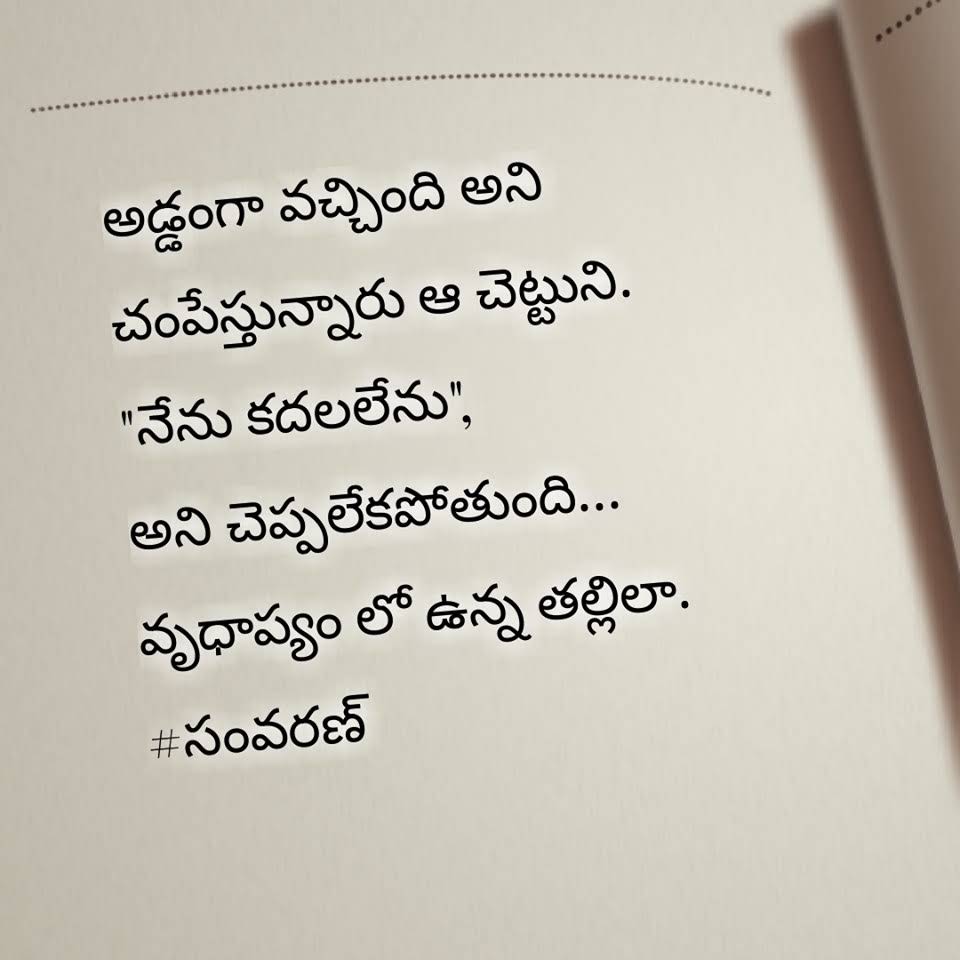 అడ్డంగా వచ్చింది అని
చంపేస్తున్నారు ఆ చెట్టుని.
"నేను కదలలేను",
అని చెప్పలేకపోతుంది...
వృధాప్యం లో ఉన్న తల్లిలా.
#సంవరణ్